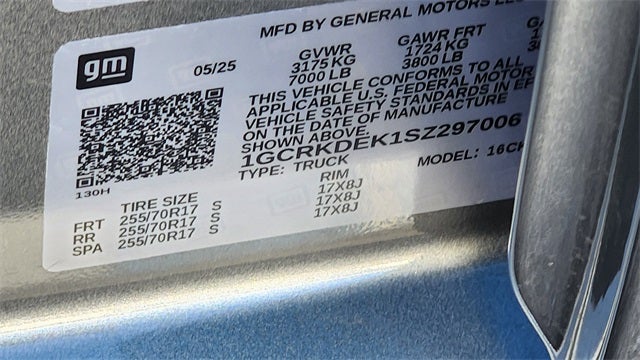 MFD BY GENERAL MOTORS
gm
05/25
GVWR
3175 KG
7000 LB
GAWR FRT
1724 KG
3800 LB
THIS VEHICLE CONFORMS TO ALL
APPLICABLE U.S. FEDERAL MOTOR
VEHICLE SAFETY STANDARDS IN
ON THE DATE OF MANUFACTURE
SHOWN ABOVE.
1GCRKDEK1SZ297006
TYPE: TRUCK
MODEL: 16CK
130H
TIRE SIZE
RIM
FRT 255/70R17 S 17X8J
RR 255/70R17 S 17X8J
SPA 255/70R17 S 17X8J